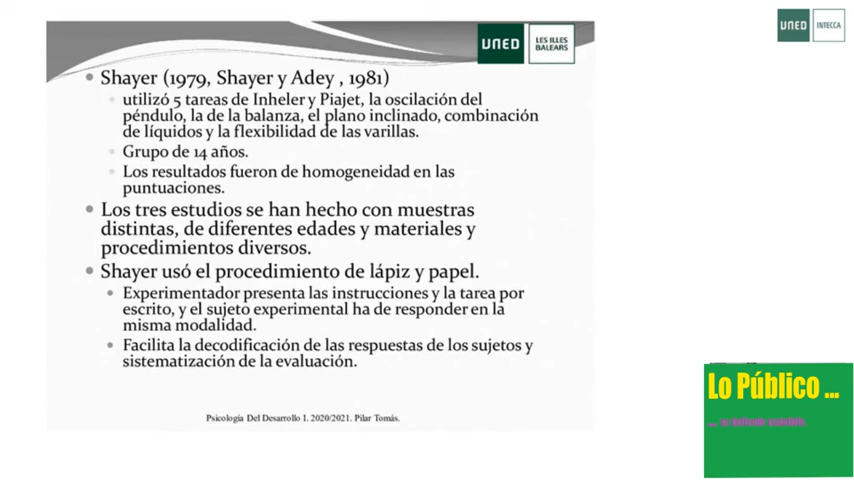 UNED
LES ILLES
BALEARS
UNED
INTECCA
Shayer (1979, Shayer y Adey , 1981)
utilizó 5 tareas de Inheler y Piajet, la oscilación del
péndulo, la de la balanza, el plano inclinado, combinación
de líquidos y la flexibilidad de las varillas.
Grupo de 14 años.
Los resultados fueron de homogeneidad en las
puntuaciones.
Los tres estudios se han hecho con muestras
distintas, de diferentes edades y materiales y
procedimientos diversos.
Shayer usó el procedimiento de lápiz y papel.
Experimentador presenta las instrucciones y la tarea por
escrito, y el sujeto experimental ha de responder en la
misma modalidad.
Facilita la decodificación de las respuestas de los sujetos y
sistematización de la evaluación.
Psicología Del Desarrollo I. 2020/2021. Pilar Tomás.
Lo Público ...